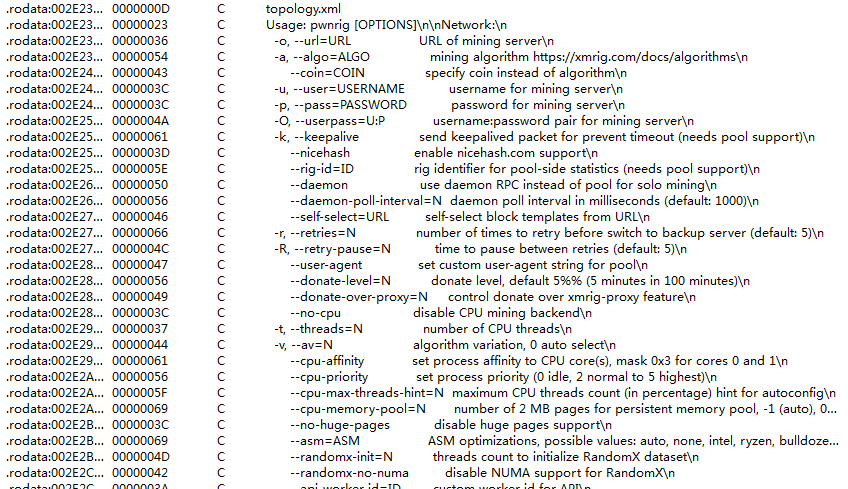 .rodata:002E23... 0000000D C topology.xml
.rodata:002E23... 00000023 C Usage: pwnrig [OPTIONS]\n\nNetwork:\n
.rodata:002E23... 00000036 C -o, --url=URL URL of mining server\n
.rodata:002E23... 00000054 C -a, --algo=ALGO mining algorithm https://xmrig.com/docs/algorithms\n
.rodata:002E24... 00000043 C --coin=COIN specify coin instead of algorithm\n
.rodata:002E24... 0000003C C -u, --user=USERNAME username for mining server\n
.rodata:002E24... 0000003C C -p, --pass=PASSWORD password for mining server\n
.rodata:002E25... 0000004A C -O, --userpass=U:P username:password pair for mining server\n
.rodata:002E25... 00000061 C -k, --keepalive send keepalived packet for prevent timeout (needs pool support)\n
.rodata:002E25... 0000003D C --nicehash enable nicehash.com support\n
.rodata:002E25... 0000005E C --rig-id=ID rig identifier for pool-side statistics (needs pool support)\n
.rodata:002E26... 00000050 C --daemon use daemon RPC instead of pool for solo mining\n
.rodata:002E26... 00000056 C --daemon-poll-interval=N daemon poll interval in milliseconds (default: 1000)\n
.rodata:002E27... 00000046 C --self-select=URL self-select block templates from URL\n
.rodata:002E27... 00000066 C -r, --retries=N number of times to retry before switch to backup server (default: 5)\n
.rodata:002E27... 0000004C C -R, --retry-pause=N time to pause between retries (default: 5)\n
.rodata:002E28... 00000047 C --user-agent set custom user-agent string for pool\n
.rodata:002E28... 00000056 C --donate-level=N donate level, default 5%% (5 minutes in 100 minutes)\n
.rodata:002E28... 00000049 C --donate-over-proxy=N control donate over xmrig-proxy feature\n
.rodata:002E28... 0000003C C --no-cpu disable CPU mining backend\n
.rodata:002E29... 00000037 C -t, --threads=N number of CPU threads\n
.rodata:002E29... 00000044 C -v, --av=N algorithm variation, 0 auto select\n
.rodata:002E29... 00000061 C --cpu-affinity set process affinity to CPU core(s), mask 0x3 for cores 0 and 1\n
.rodata:002E2A... 00000056 C --cpu-priority set process priority (0 idle, 2 normal to 5 highest)\n
.rodata:002E2A... 0000005F C --cpu-max-threads-hint=N maximum CPU threads count (in percentage) hint for autoconfig\n
.rodata:002E2A... 00000069 C --cpu-memory-pool=N number of 2 MB pages for persistent memory pool, -1 (auto), 0...
.rodata:002E2B... 0000003C C --no-huge-pages disable huge pages support\n
.rodata:002E2B... 00000069 C --asm=ASM ASM optimizations, possible values: auto, none, intel, ryzen, bulldoze...
.rodata:002E2B... 0000004D C --randomx-init=N threads count to initialize RandomX dataset\n
.rodata:002E2C... 00000042 C --randomx-no-numa disable NUMA support for RandomX\n
.rodata:002E2C... 0000003A C --api-worker-id=ID custom worker-id for API\n